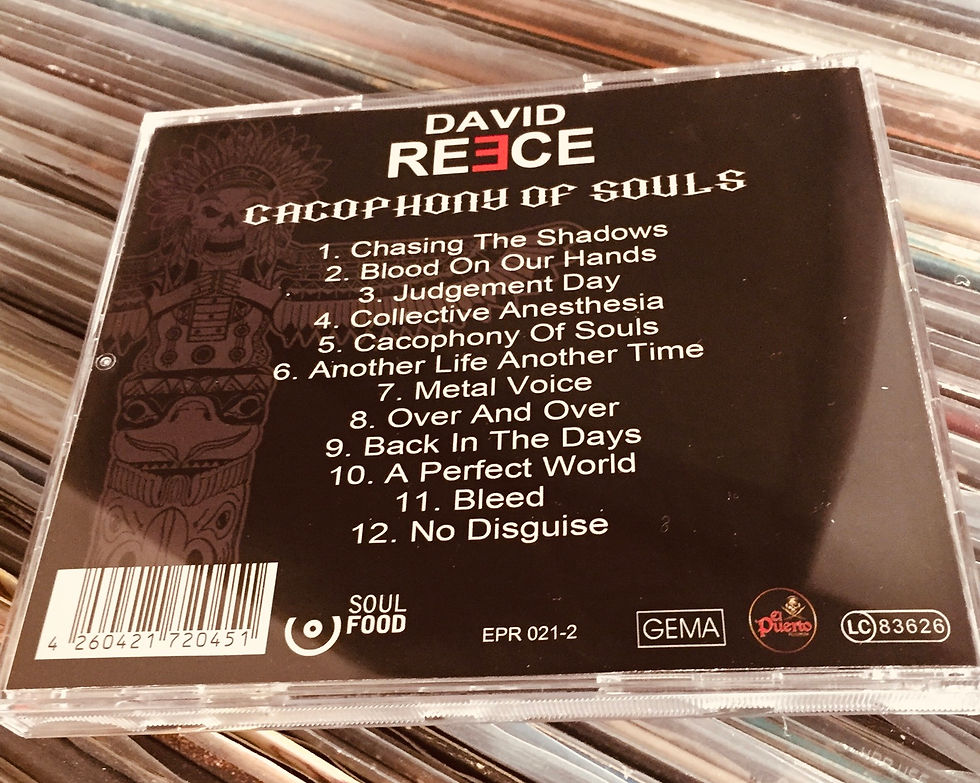 DAVID
REECE
CACOPHONY OF SOULS
1. Chasing The Shadows
2. Blood On Our Hands
3. Judgement Day
4. Collective Anesthesia
5. Cacophony Of Souls
6. Another Life Another Time
7. Metal Voice
8. Over And Over
9. Back In The Days
10. A Perfect World
11. Bleed
12. No Disguise
4 260421 720451
SOUL
FOOD
EPR 021-2
GEMA
el
Puerto
LC 83626